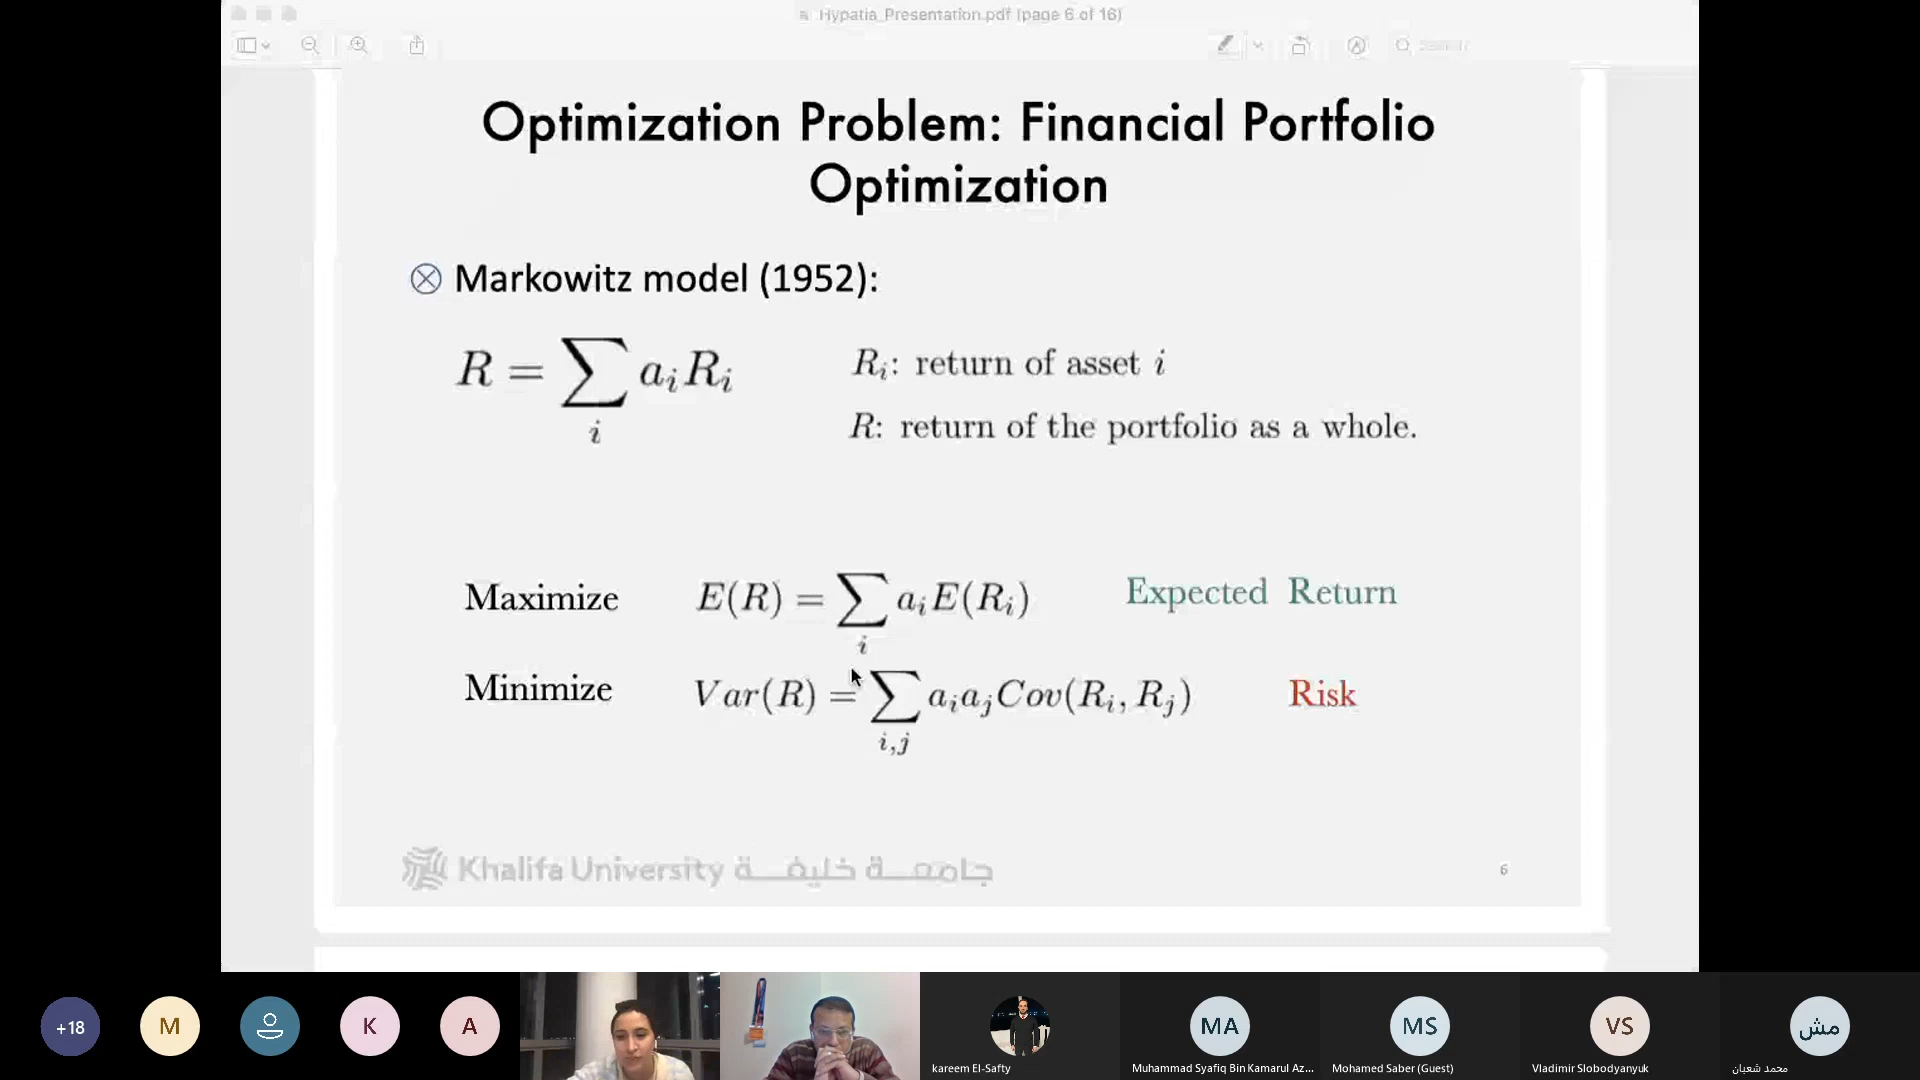 Hypatia_Presentation.pdf (page 6 of 16)
Search
Optimization Problem: Financial Portfolio
Optimization
Markowitz model (1952):
R = ∑ i a_i R_i
R_i: return of asset i
R: return of the portfolio as a whole.
Maximize E(R) = ∑ i a_i E(R_i) Expected Return
Minimize Var(R) = ∑ i,j a_i a_j Cov(R_i, R_j) Risk
Khalifa University جامعة خليفة
6
+18
M
K
A
MA
MS
VS
مش
kareem El-Safty
Muhammad Syafiq Bin Kamarul Az...
Mohamed Saber (Guest)
Vladimir Slobodyanyuk
محمد شعبان